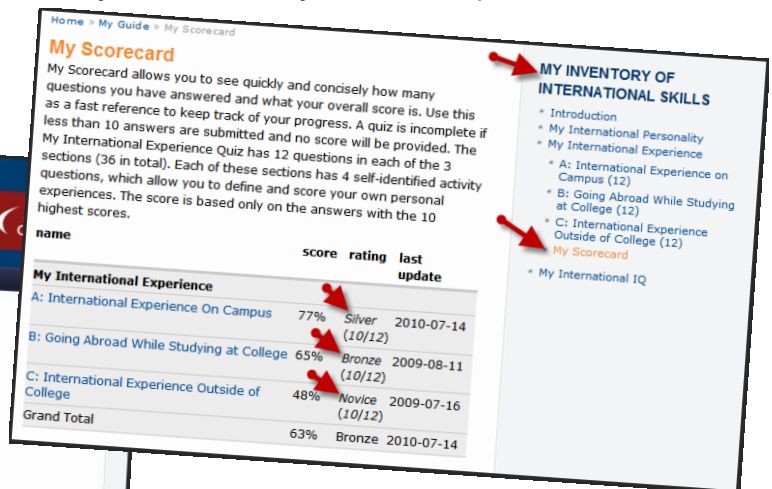 Home » My Guide » My Scorecard
My Scorecard
My Scorecard allows you to see quickly and concisely how many
questions you have answered and what your overall score is. Use this
as a fast reference to keep track of your progress. A quiz is incomplete if
less than 10 answers are submitted and no score will be provided. The
My International Experience Quiz has 12 questions in each of the 3
sections (36 in total). Each of these sections has 4 self-identified activity
questions, which allow you to define and score your own personal
experiences. The score is based only on the answers with the 10
highest scores.
name score rating last
update
My International Experience
A: International Experience On Campus 77% Silver 2010-07-14
(10/12)
B: Going Abroad While Studying at College 65% Bronze 2009-08-11
(10/12)
C: International Experience Outside of
College 48% Novice 2009-07-16
(10/12)
Grand Total 63% Bronze 2010-07-14
MY INVENTORY OF
INTERNATIONAL SKILLS
Introduction
My International Personality
My International Experience
A: International Experience on
Campus (12)
B: Going Abroad While Studying
at College (12)
C: International Experience
Outside of College (12)
My Scorecard
My International IQ